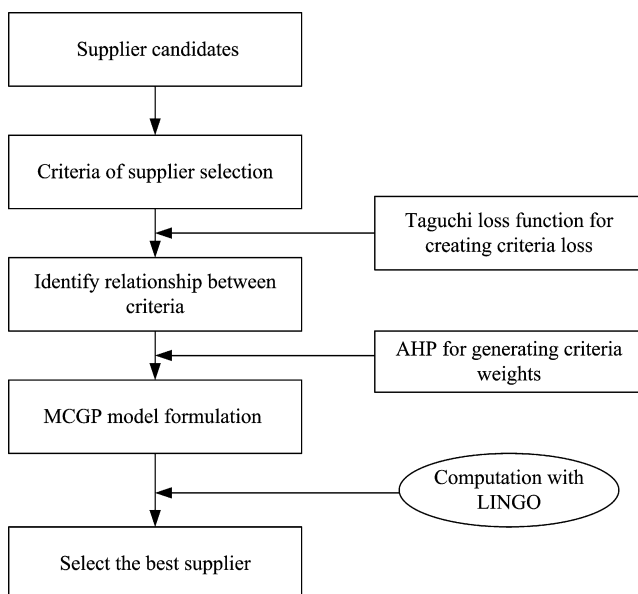 Supplier candidates
Criteria of supplier selection
Taguchi loss function for
creating criteria loss
Identify relationship between
criteria
AHP for generating criteria
weights
MCGP model formulation
Computation with
LINGO
Select the best supplier